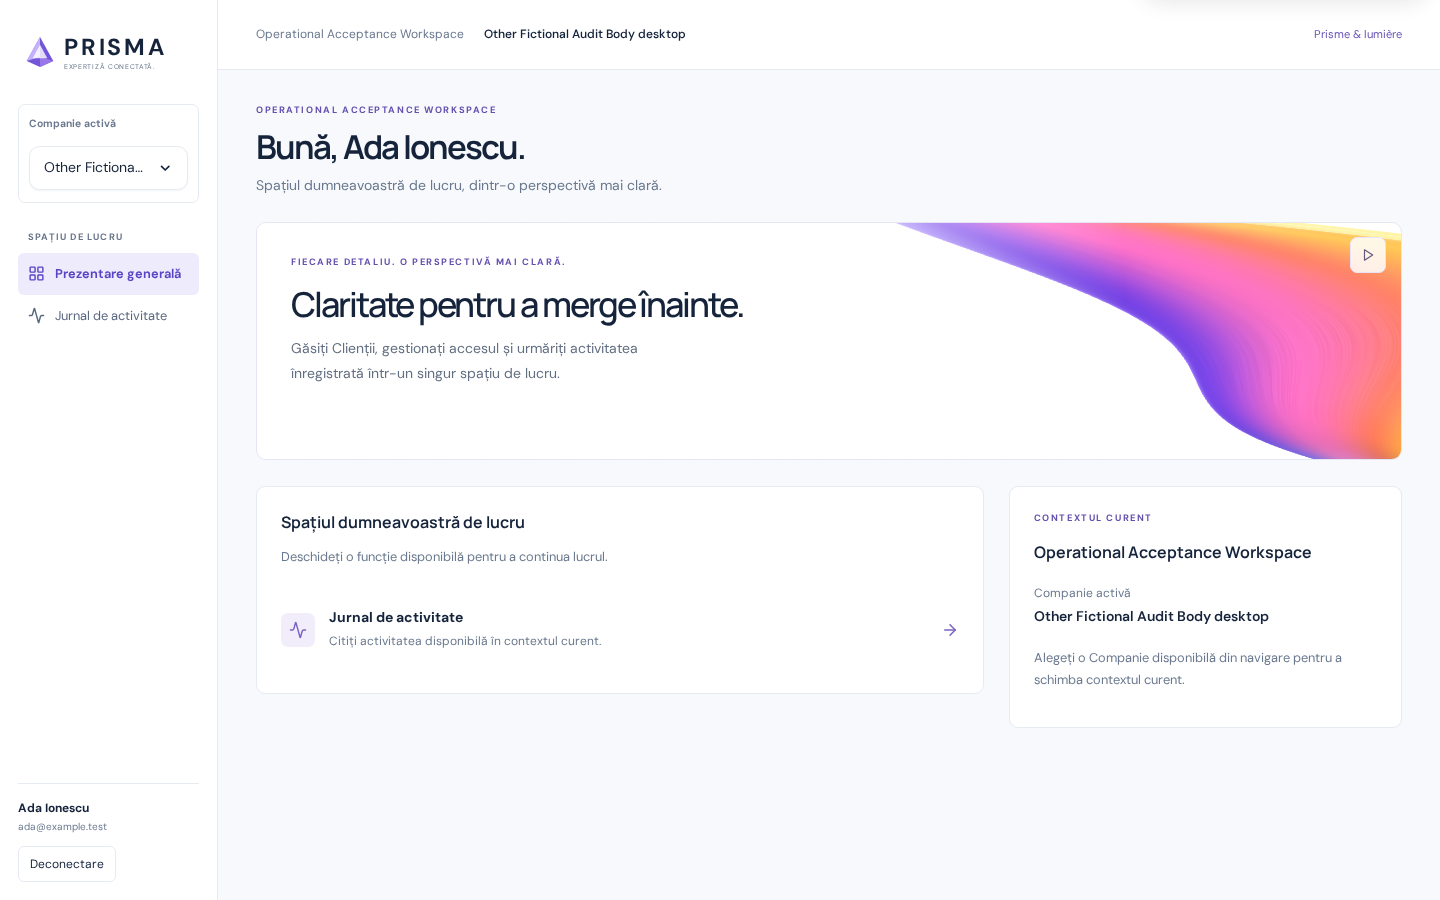 PRISMA
EXPERTIZĂ CONECTATĂ.
Companie activă
Other Fictiona...
SPAȚIU DE LUCRU
Prezentare generală
Jurnal de activitate
Ada Ionescu
ada@example.test
Deconectare
Operational Acceptance Workspace
Other Fictional Audit Body desktop
Prisme & lumière
OPERATIONAL ACCEPTANCE WORKSPACE
Bună, Ada Ionescu.
Spațiul dumneavoastră de lucru, dintr-o perspectivă mai clară.
FIECARE DETALIU. O PERSPECTIVĂ MAI CLARĂ.
Claritate pentru a merge înainte.
Găsiți Clienții, gestionați accesul și urmăriți activitatea
înregistrată într-un singur spațiu de lucru.
Spațiul dumneavoastră de lucru
Deschideți o funcție disponibilă pentru a continua lucrul.
Jurnal de activitate
Citiți activitatea disponibilă în contextul curent.
CONTEXTUL CURENT
Operational Acceptance Workspace
Companie activă
Other Fictional Audit Body desktop
Alegeți o Companie disponibilă din navigare pentru a
schimba contextul curent.